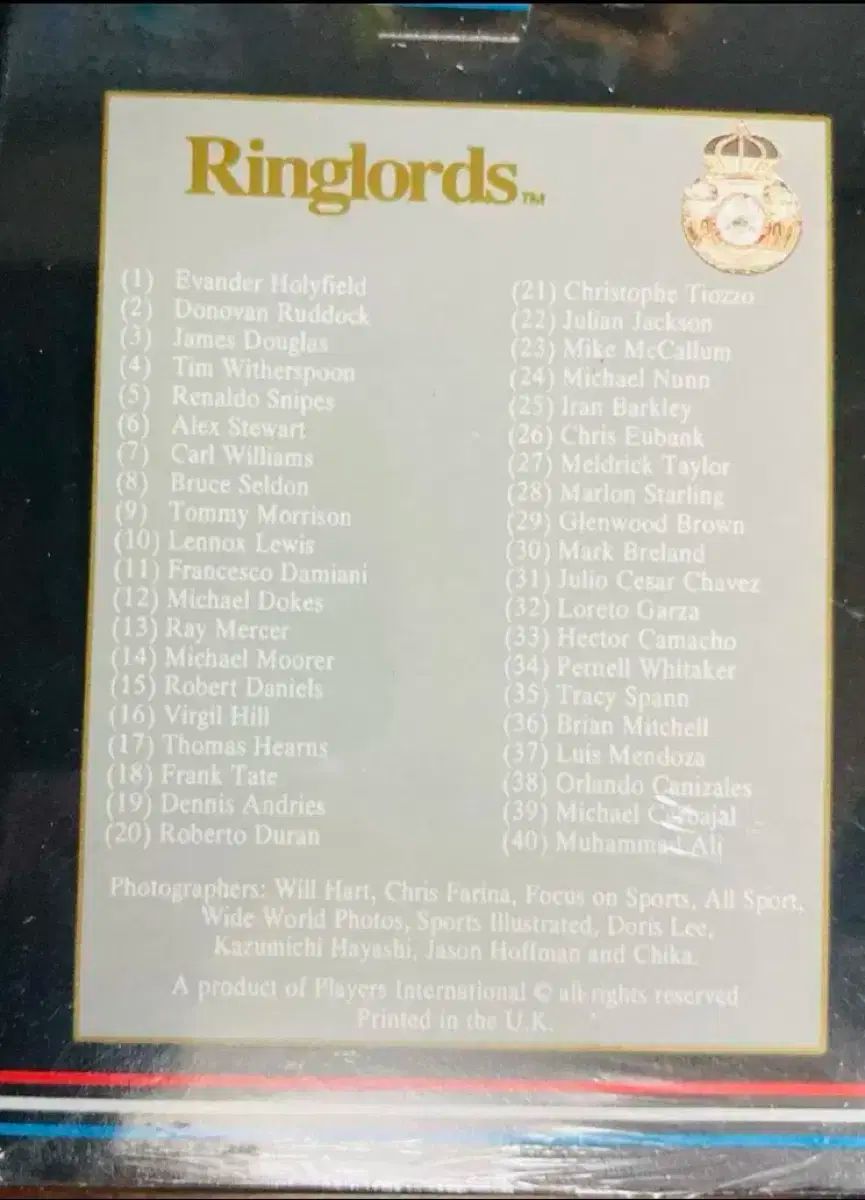 Ringlords™
(1) Evander Holyfield
(2) Donovan Ruddock
(3) James Douglas
(4) Tim Witherspoon
(5) Renaldo Snipes
(6) Alex Stewart
(7) Carl Williams
(8) Bruce Seldon
(9) Tommy Morrison
(10) Lennox Lewis
(11) Francesco Damiani
(12) Michael Dokes
(13) Ray Mercer
(14) Michael Moorer
(15) Robert Daniels
(16) Virgil Hill
(17) Thomas Hearns
(18) Frank Tate
(19) Dennis Andries
(20) Roberto Duran
(21) Christophe Tiozzo
(22) Julian Jackson
(23) Mike McCallum
(24) Michael Nunn
(25) Iran Barkley
(26) Chris Eubank
(27) Meldrick Taylor
(28) Marlon Starling
(29) Glenwood Brown
(30) Mark Breland
(31) Julio Cesar Chavez
(32) Loreto Garza
(33) Hector Camacho
(34) Pernell Whitaker
(35) Tracy Spann
(36) Brian Mitchell
(37) Luis Mendoza
(38) Orlando Canizales
(39) Michael Carbajal
(40) Muhammad Ali
Photographers: Will Hart, Chris Farina, Focus on Sports, All Sport,
Wide World Photos, Sports Illustrated, Doris Lee,
Kazumichi Hayashi, Jason Hoffman and Chika.
A product of Players International © all rights reserved
Printed in the U.K.